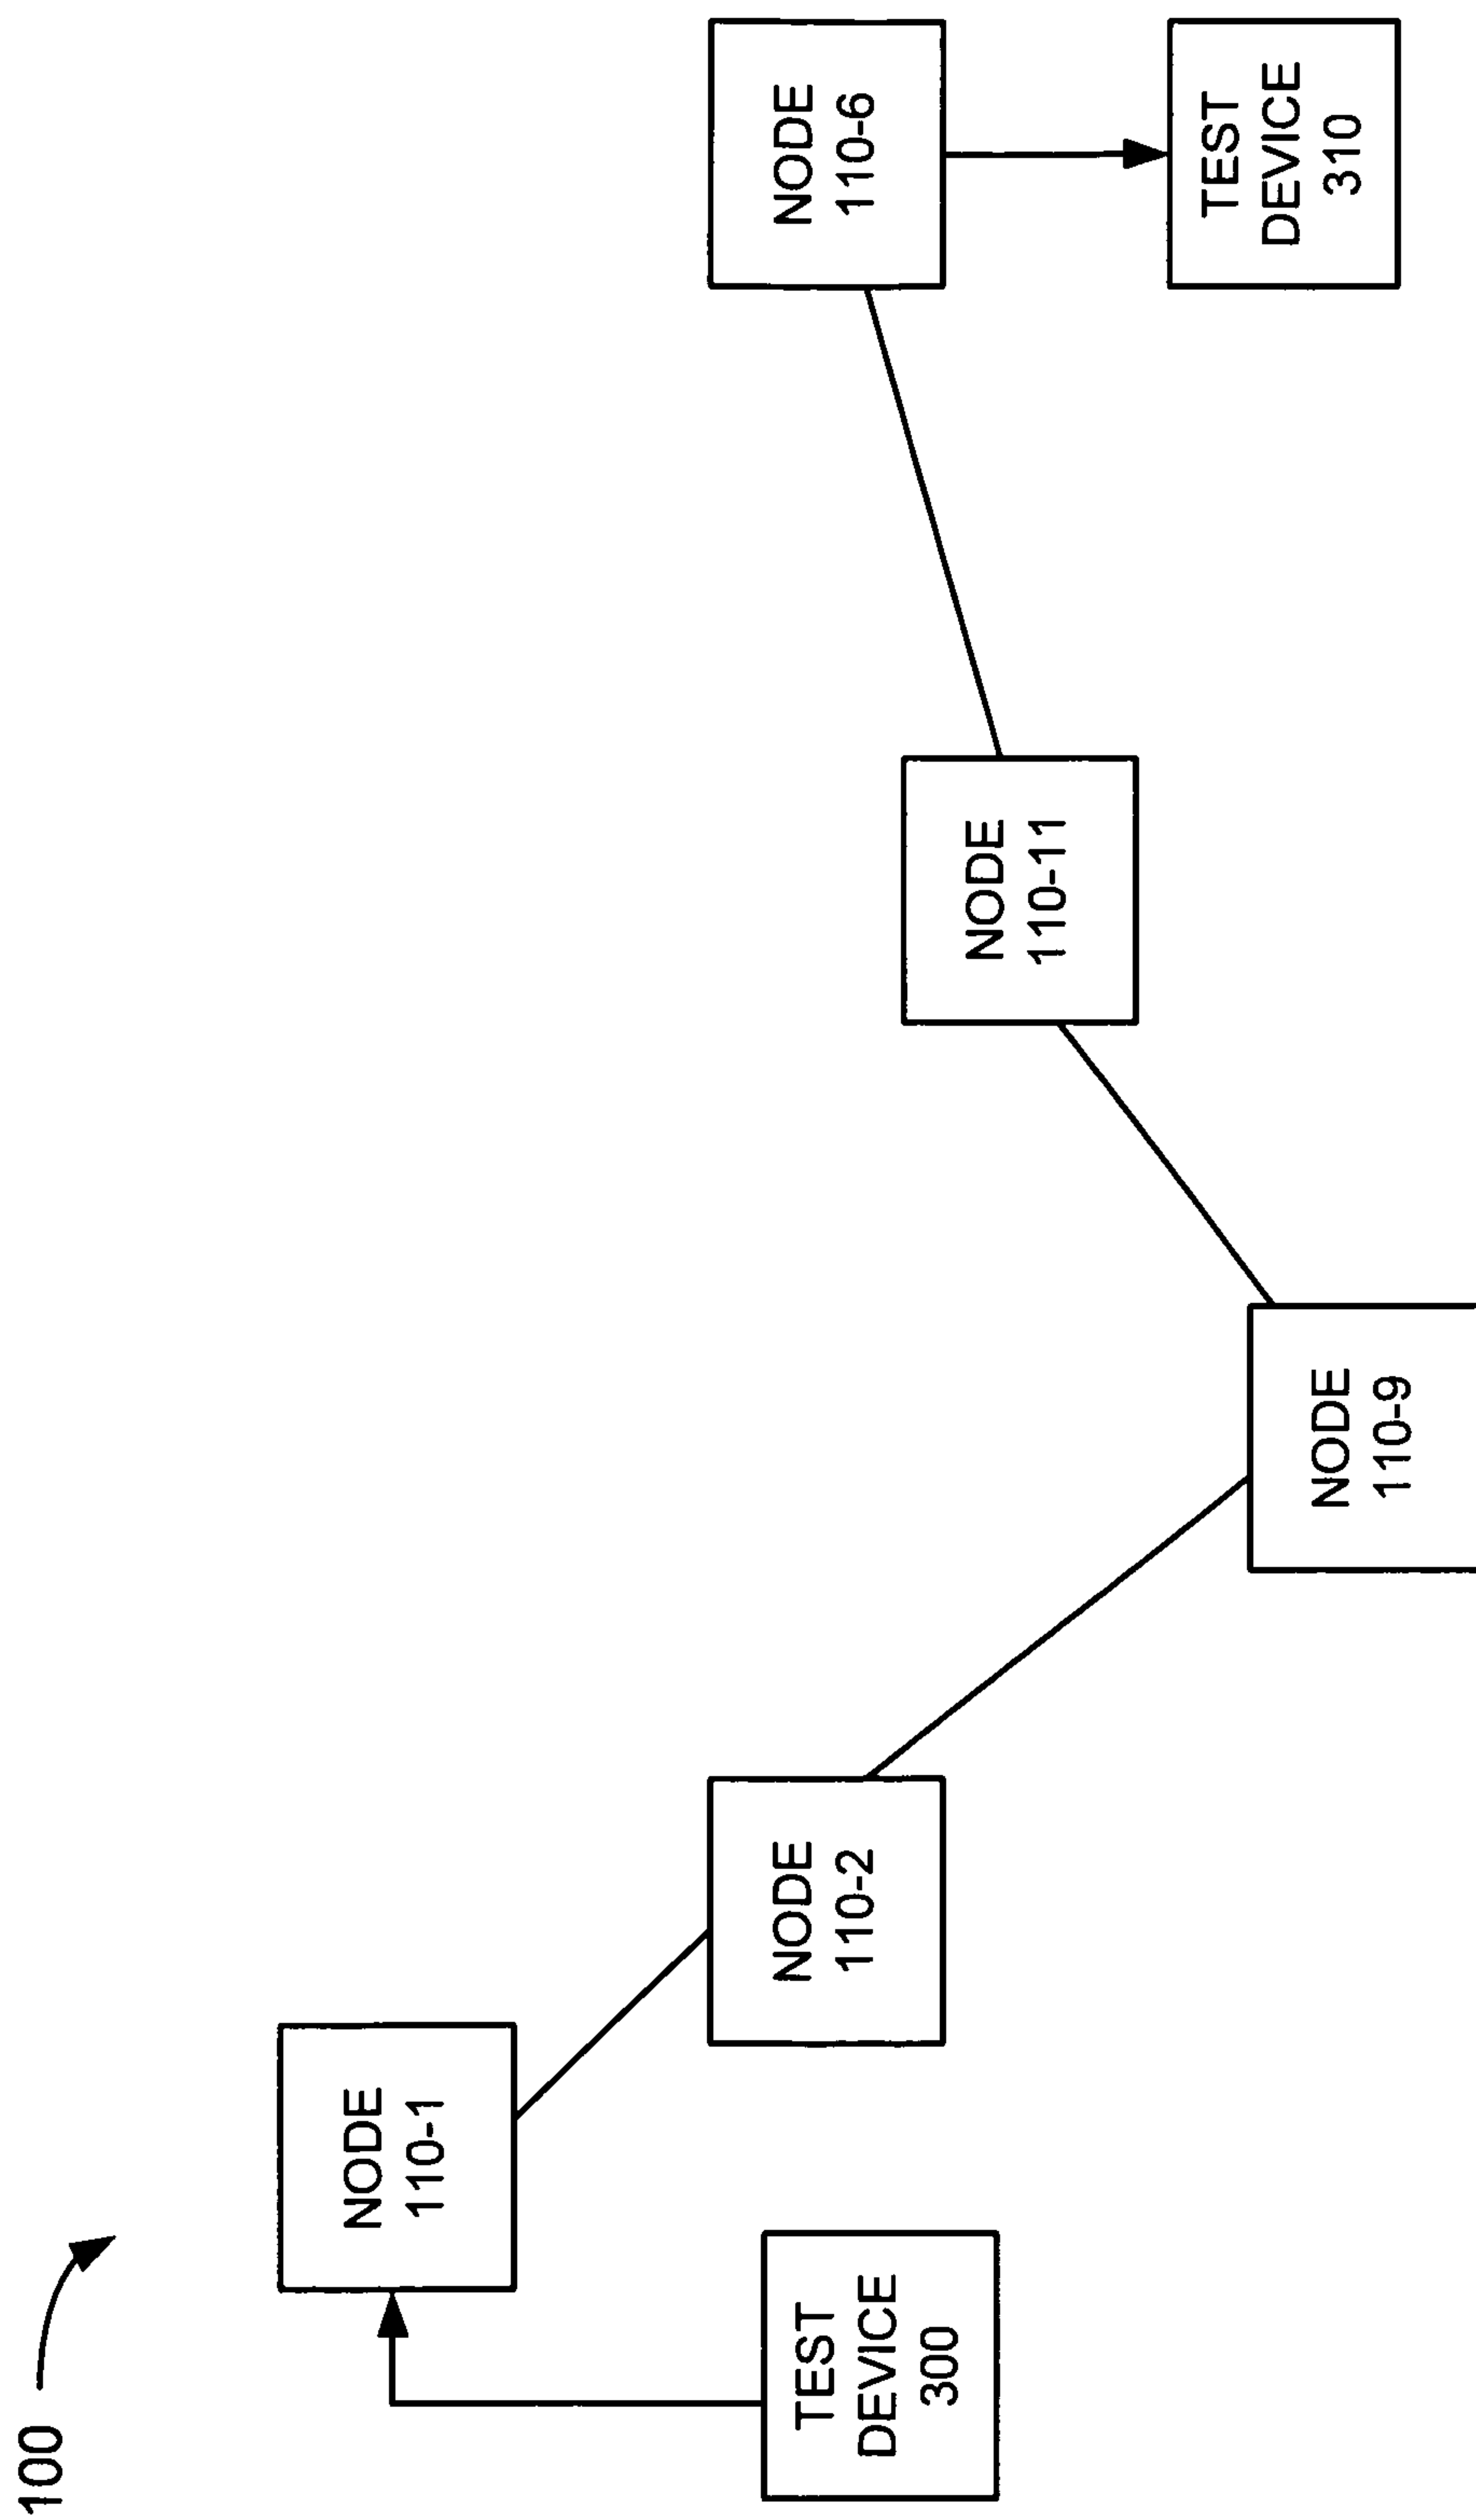 100
TEST
DEVICE
300
NODE
110-1
NODE
110-2
NODE
110-9
NODE
110-11
NODE
110-6
TEST
DEVICE
310